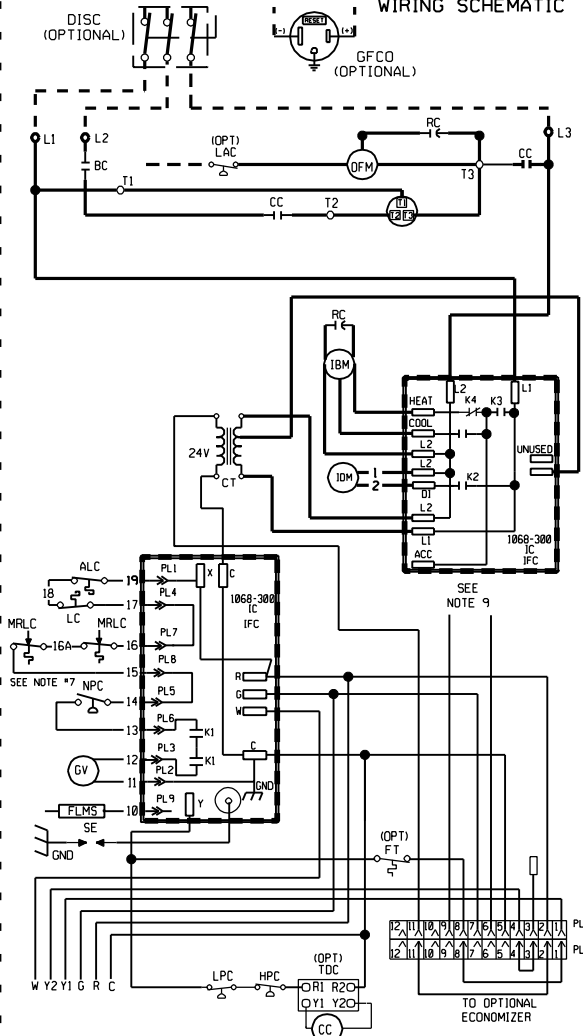 WIRING SCHEMATIC
DISC
(OPTIONAL)
RESET
(-)
(+)
GFCO
(OPTIONAL)
L1
L2
L3
BC
(OPT)
LAC
OFM
RC
T3
CC
T1
CC
T2
T1
T2 T3
RC
IBM
L2
L1
HEAT
K4
K3
COOL
L2
UNUSED
L2
1
IDM
2
DI
K2
24V
CT
L2
L1
1068-300
IC
IFC
ACC
SEE
NOTE 9
ALC
19
PL1
X
C
18
LC
17
PL4
1068-300
IC
IFC
MRLC
16A
MRLC
16
PL7
15
PL8
R
SEE NOTE #7
NPC
14
PL5
G
W
13
PL6
K1
GV
12
PL3
K1
C
11
PL2
GND
FLMS
10
PL9
Y
SE
GND
(OPT)
FT
12 11 10 9 8 7 6 5 4 3 2 1
PL
12 11 10 9 8 7 6 5 4 3 2 1
PL
W Y2 Y1 G R C
TO OPTIONAL
ECONOMIZER
LPC
HPC
(OPT)
TDC
R1 R2
Y1 Y2
CC